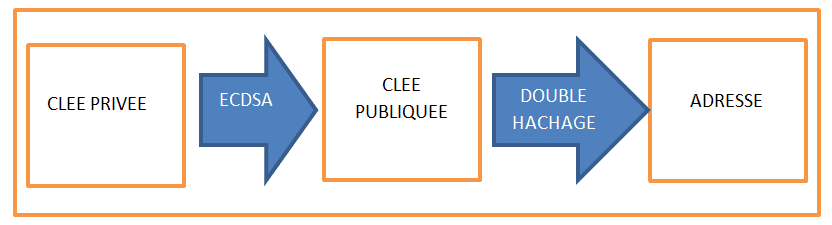 CLEE PRIVEE
ECDSA
CLEE
PUBLIQUEE
DOUBLE
HACHAGE
ADRESSE